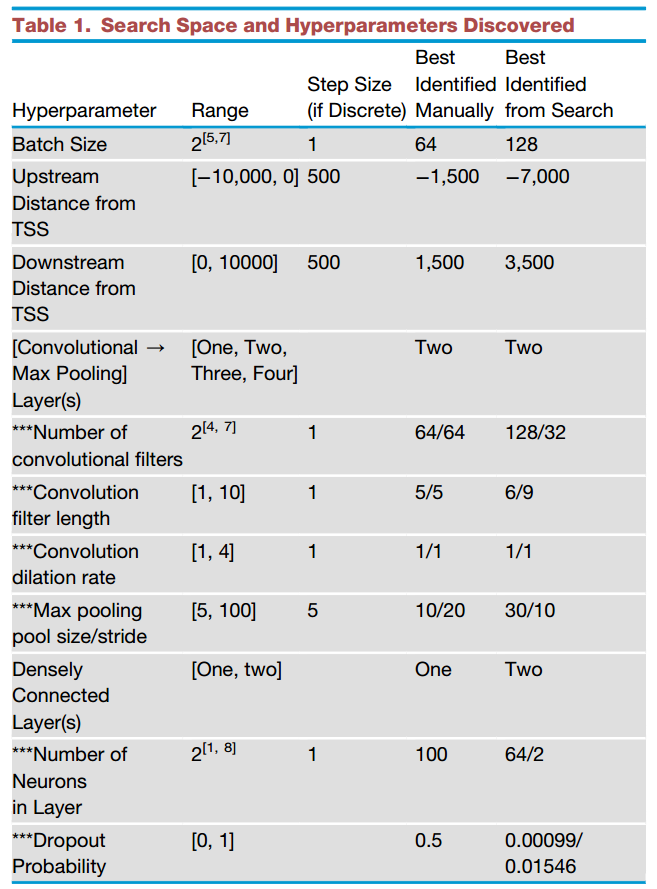 Table 1. Search Space and Hyperparameters Discovered
Hyperparameter Range Step Size (if Discrete) Best Identified Manually Best Identified from Search
Batch Size 2[5,7] 1 64 128
Upstream [−10,000, 0] 500 −1,500 −7,000
Distance from
TSS
Downstream [0, 10000] 500 1,500 3,500
Distance from
TSS
[Convolutional → [One, Two, Two Two
Max Pooling] Three, Four]
Layer(s)
***Number of 2[4, 7] 1 64/64 128/32
convolutional filters
***Convolution [1, 10] 1 5/5 6/9
filter length
***Convolution [1, 4] 1 1/1 1/1
dilation rate
***Max pooling [5, 100] 5 10/20 30/10
pool size/stride
Densely [One, two] One Two
Connected
Layer(s)
***Number of 2[1, 8] 1 100 64/2
Neurons
in Layer
***Dropout [0, 1] 0.5 0.00099/
Probability 0.01546